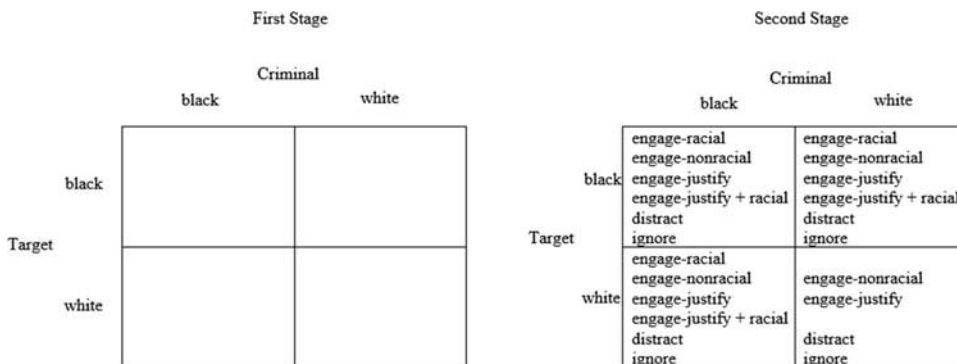 First Stage
Criminal
black white
black
Target
white
Second Stage
Criminal
black white
black
Target
white
engage-racial
engage-nonracial
engage-justify
engage-justify + racial
distract
ignore
engage-racial
engage-nonracial
engage-justify
engage-justify + racial
distract
ignore
engage-racial
engage-nonracial
engage-justify
engage-justify + racial
distract
ignore
engage-nonracial
engage-justify
distract
ignore